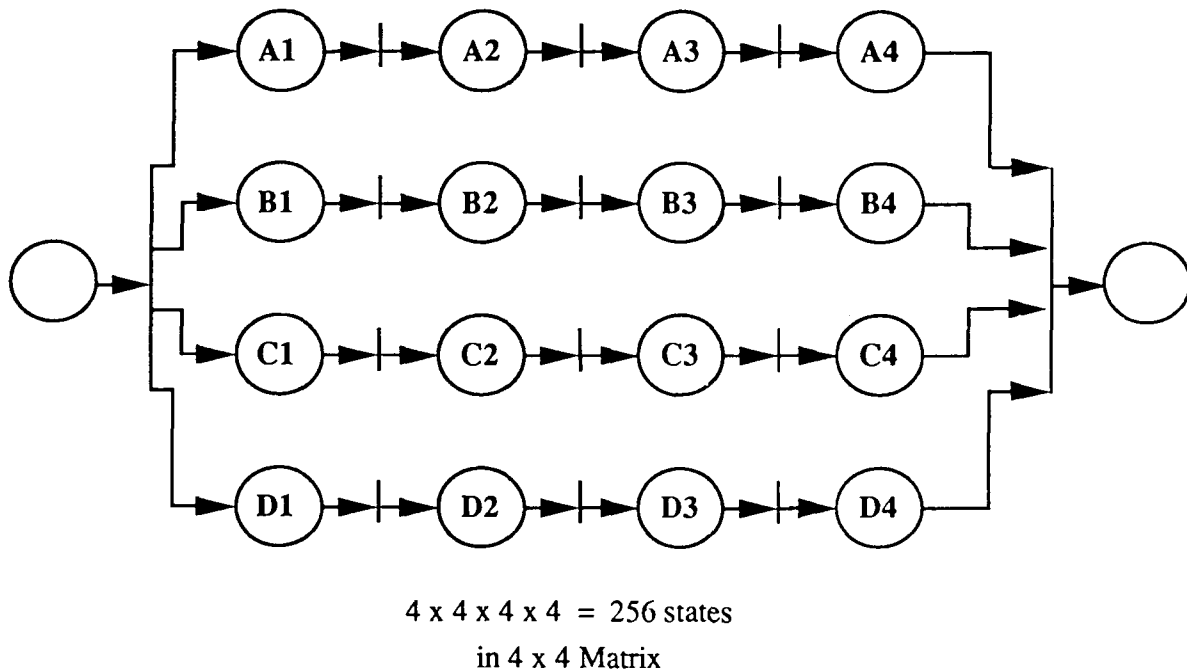 A1 A2 A3 A4
B1 B2 B3 B4
C1 C2 C3 C4
D1 D2 D3 D4
4 x 4 x 4 x 4 = 256 states
in 4 x 4 Matrix